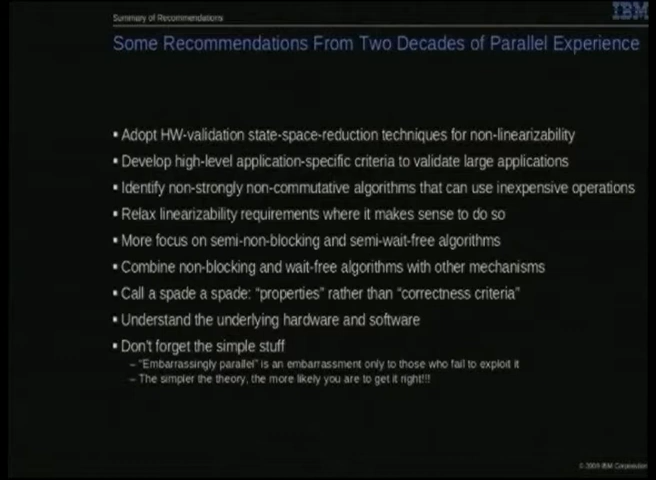 Summary of Recommendations
IBM
Some Recommendations From Two Decades of Parallel Experience
▪ Adopt HW-validation state-space-reduction techniques for non-linearizability
▪ Develop high-level application-specific criteria to validate large applications
▪ Identify non-strongly non-commutative algorithms that can use inexpensive operations
▪ Relax linearizability requirements where it makes sense to do so
▪ More focus on semi-non-blocking and semi-wait-free algorithms
▪ Combine non-blocking and wait-free algorithms with other mechanisms
▪ Call a spade a spade: “properties” rather than “correctness criteria”
▪ Understand the underlying hardware and software
▪ Don't forget the simple stuff
– “Embarrassingly parallel” is an embarrassment only to those who fail to exploit it
– The simpler the theory, the more likely you are to get it right!!!
© IBM Corporation